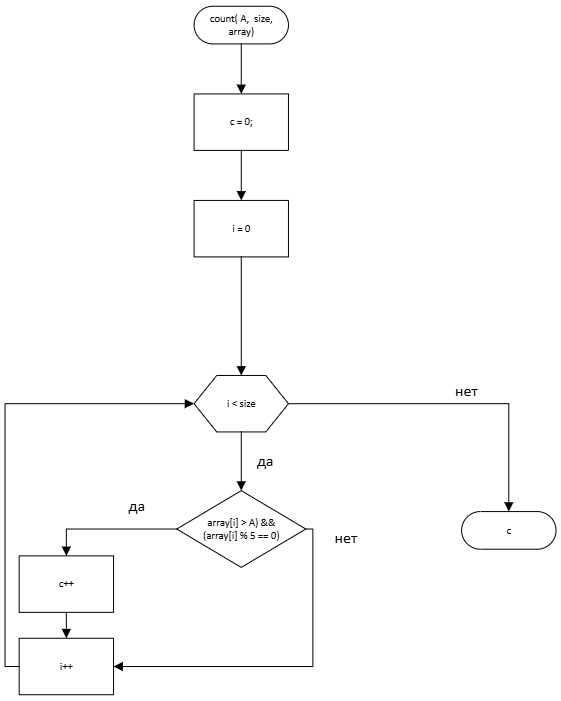 count( A, size,
array)
c = 0;
i = 0
i < size
нет
да
да
array[i] > A) &&
(array[i] % 5 == 0)
нет
c
c++
i++